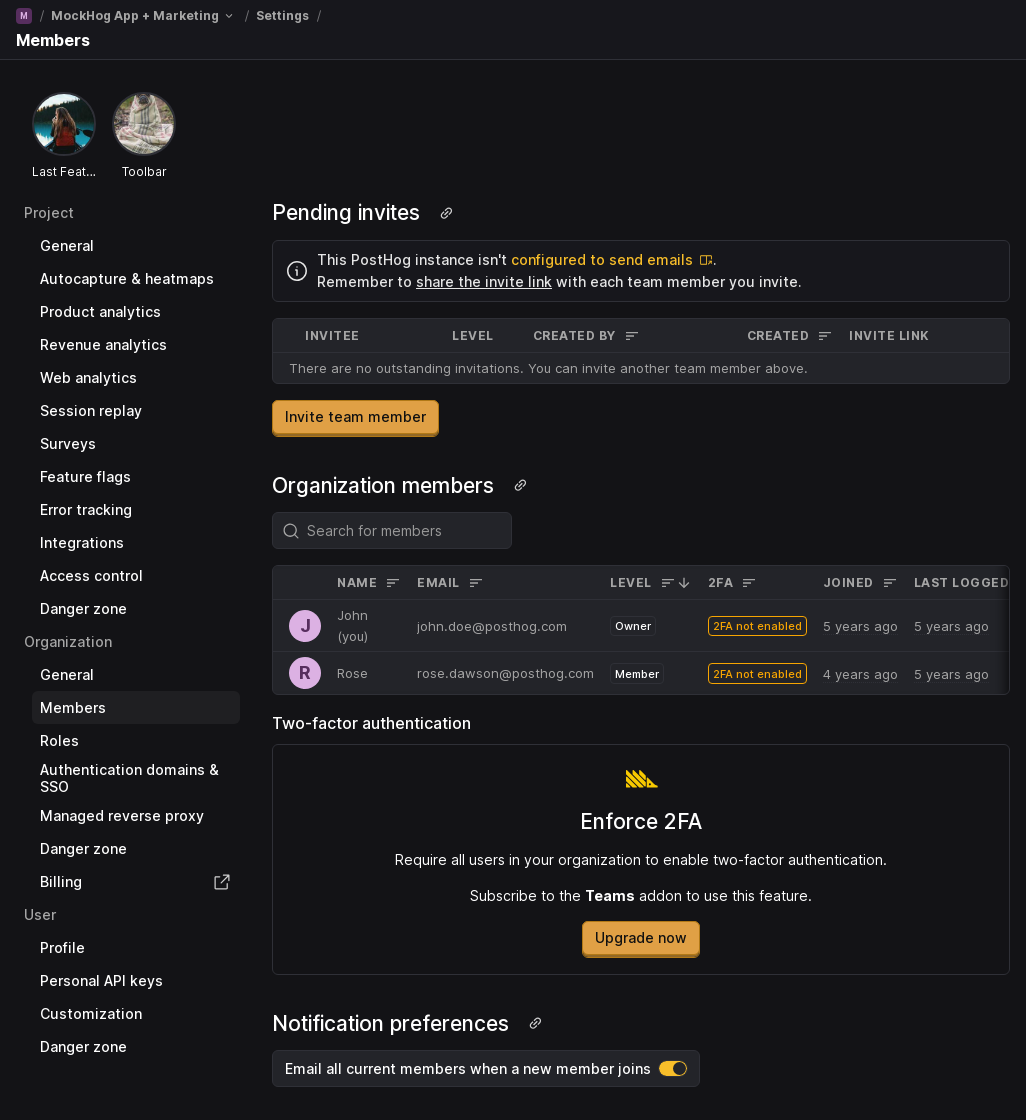 M / MockHog App + Marketing / Settings /
Members
Last Feat... Toolbar
Project
General
Autocapture & heatmaps
Product analytics
Revenue analytics
Web analytics
Session replay
Surveys
Feature flags
Error tracking
Integrations
Access control
Danger zone
Organization
General
Members
Roles
Authentication domains &
SSO
Managed reverse proxy
Danger zone
Billing
User
Profile
Personal API keys
Customization
Danger zone
Pending invites
This PostHog instance isn't configured to send emails.
Remember to share the invite link with each team member you invite.
INVITEE LEVEL CREATED BY CREATED INVITE LINK
There are no outstanding invitations. You can invite another team member above.
Invite team member
Organization members
Search for members
NAME EMAIL LEVEL 2FA JOINED LAST LOGGED
J John (you) john.doe@posthog.com Owner 2FA not enabled 5 years ago 5 years ago
R Rose rose.dawson@posthog.com Member 2FA not enabled 4 years ago 5 years ago
Two-factor authentication
Enforce 2FA
Require all users in your organization to enable two-factor authentication.
Subscribe to the Teams addon to use this feature.
Upgrade now
Notification preferences
Email all current members when a new member joins